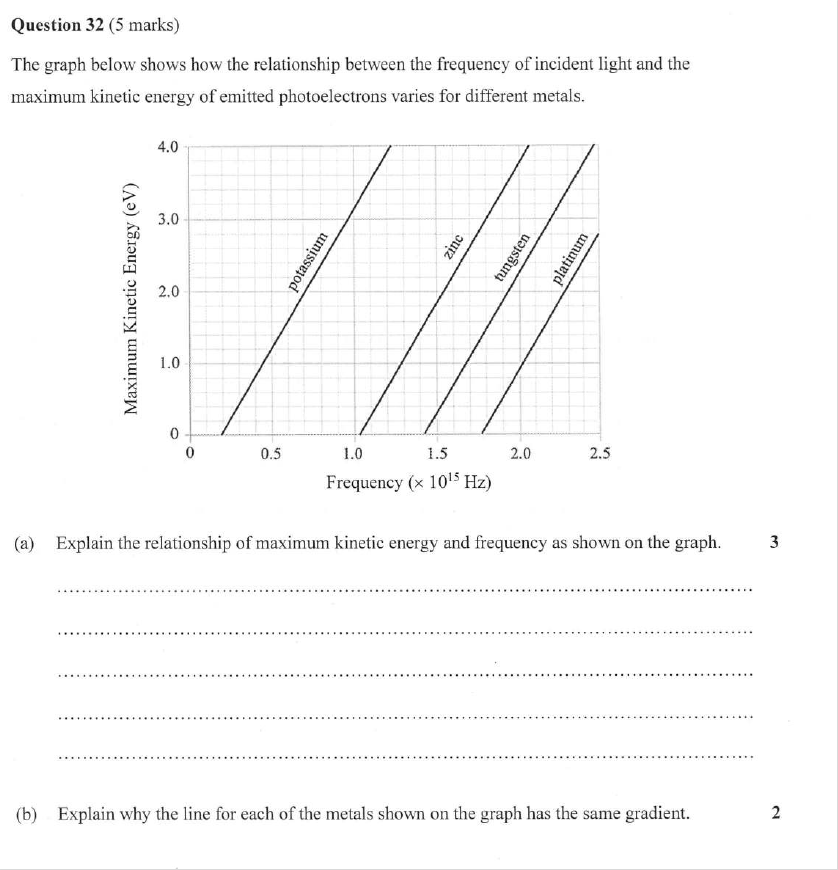 Question 32 (5 marks)
The graph below shows how the relationship between the frequency of incident light and the
maximum kinetic energy of emitted photoelectrons varies for different metals.
4.0
3.0
2.0
1.0
0
Maximum Kinetic Energy (eV)
potassium
zinc
tungsten
platinum
0 0.5 1.0 1.5 2.0 2.5
Frequency (× 10¹⁵ Hz)
(a) Explain the relationship of maximum kinetic energy and frequency as shown on the graph. 3
(b) Explain why the line for each of the metals shown on the graph has the same gradient. 2